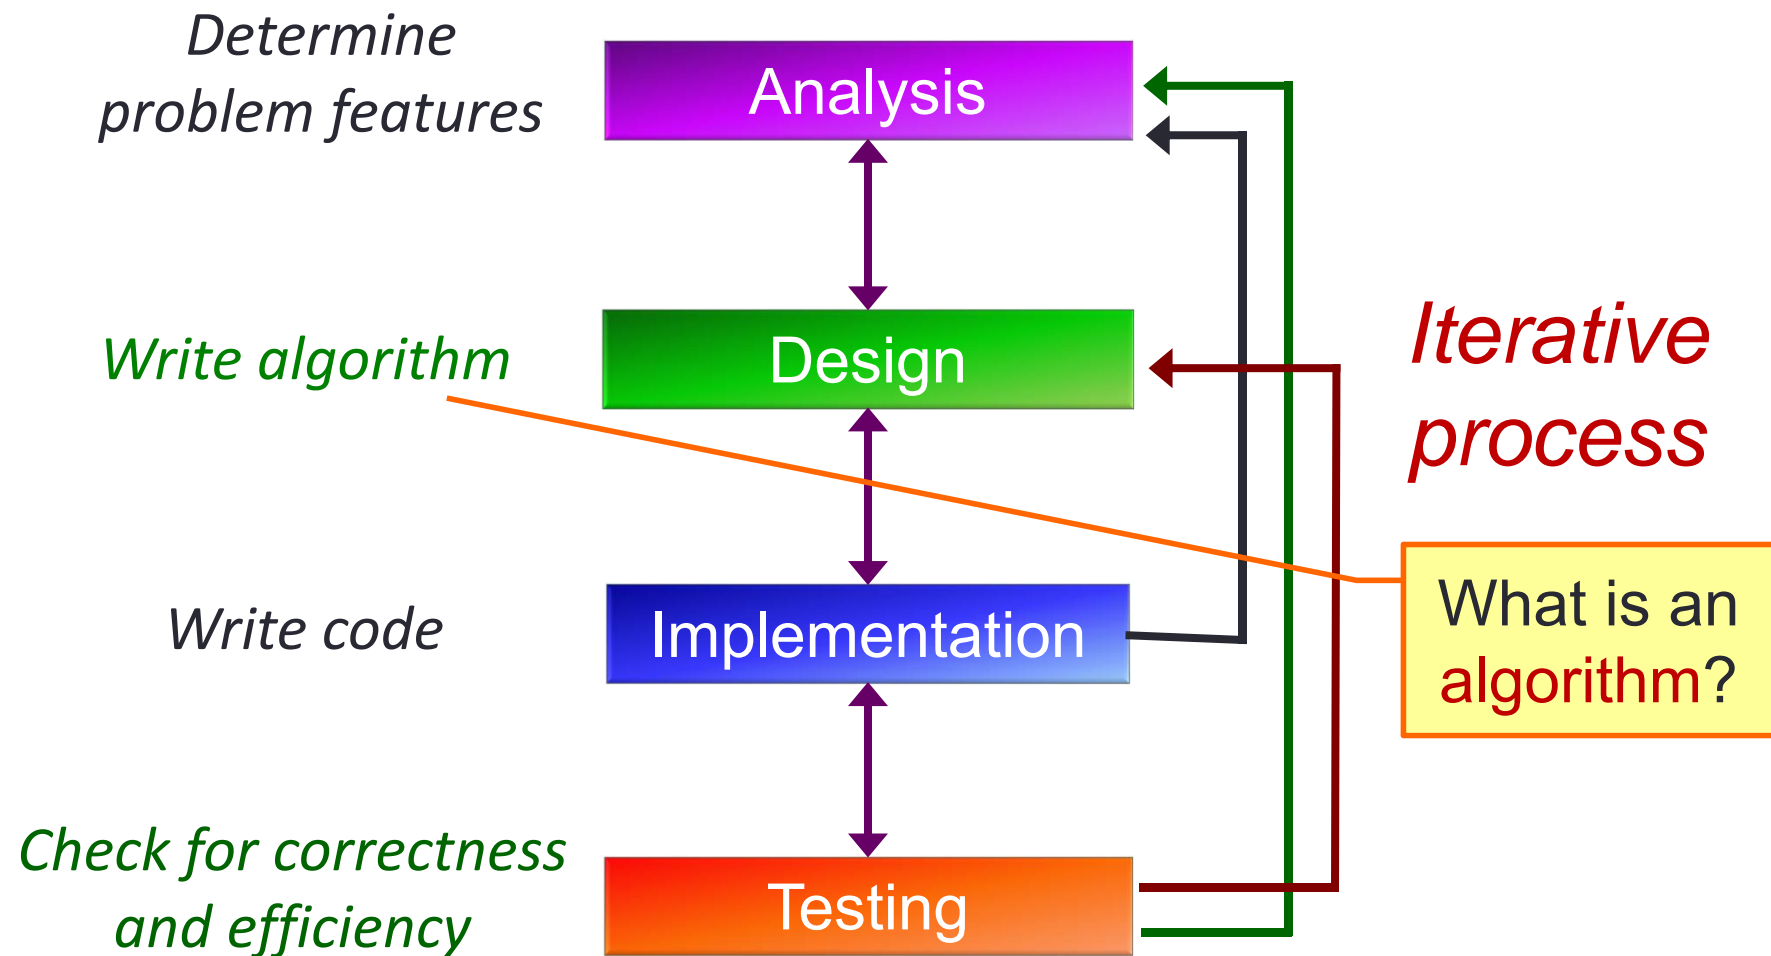 Determine
problem features
Analysis
Write algorithm
Design
Iterative
process
Write code
Implementation
What is an
algorithm?
Check for correctness
and efficiency
Testing